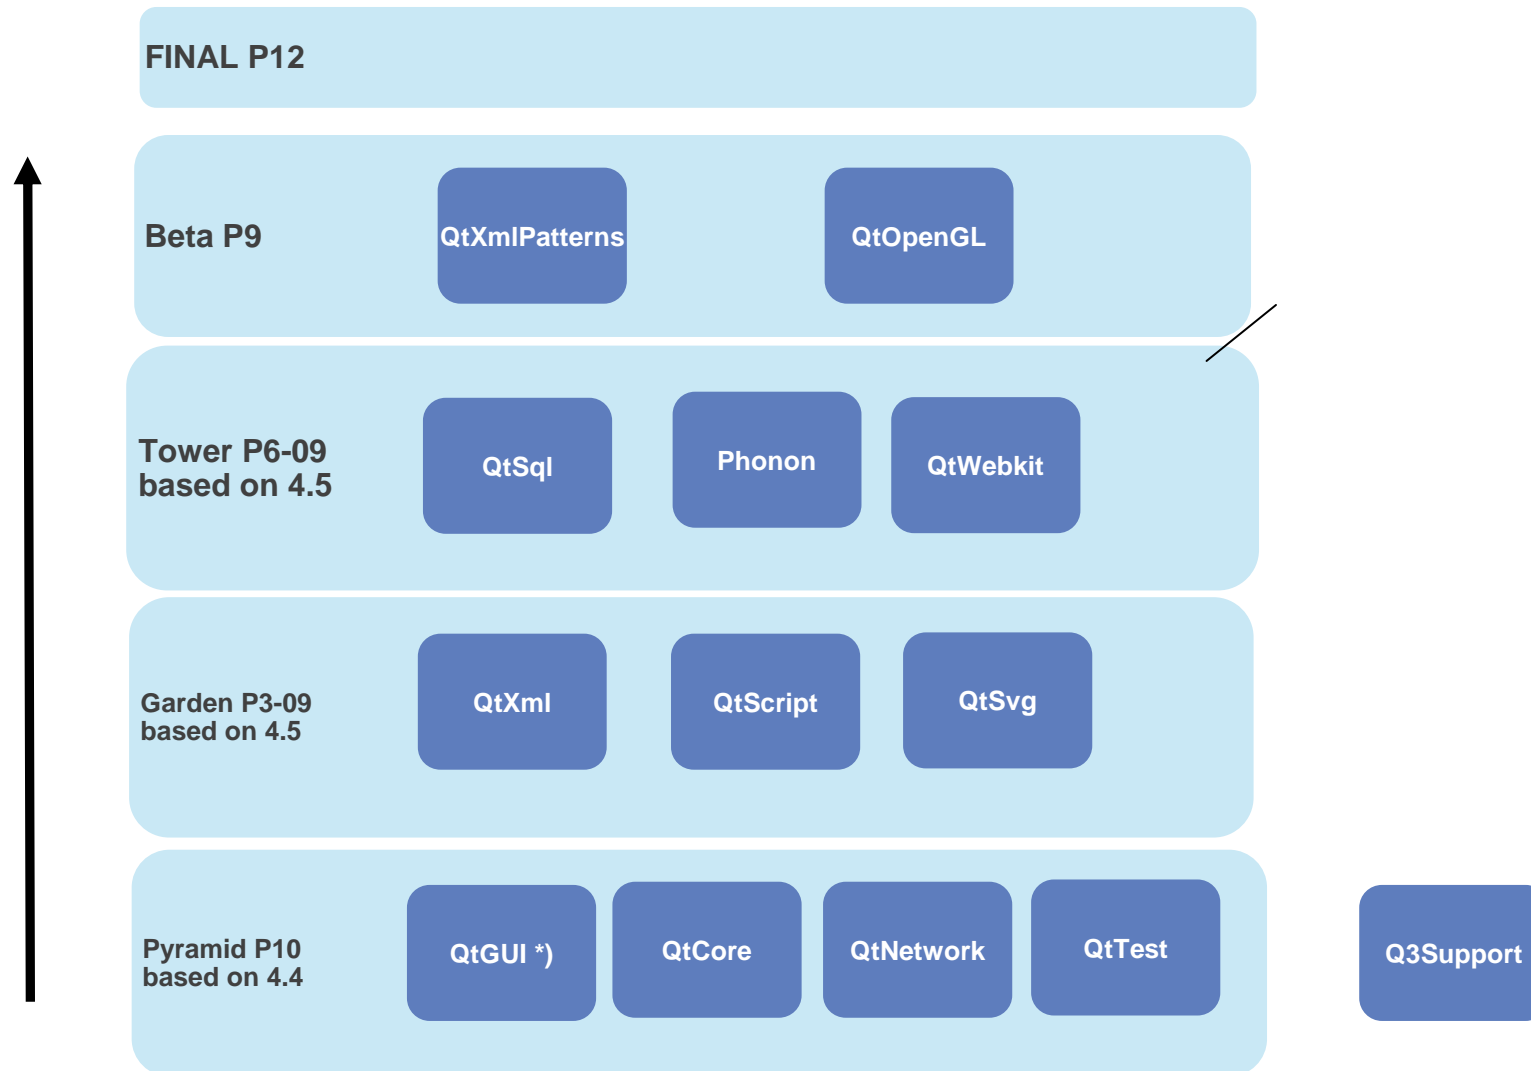 FINAL P12
Beta P9
QtXmlPatterns
QtOpenGL
Tower P6-09
based on 4.5
QtSql
Phonon
QtWebkit
Garden P3-09
based on 4.5
QtXml
QtScript
QtSvg
Pyramid P10
based on 4.4
QtGUI *)
QtCore
QtNetwork
QtTest
Q3Support